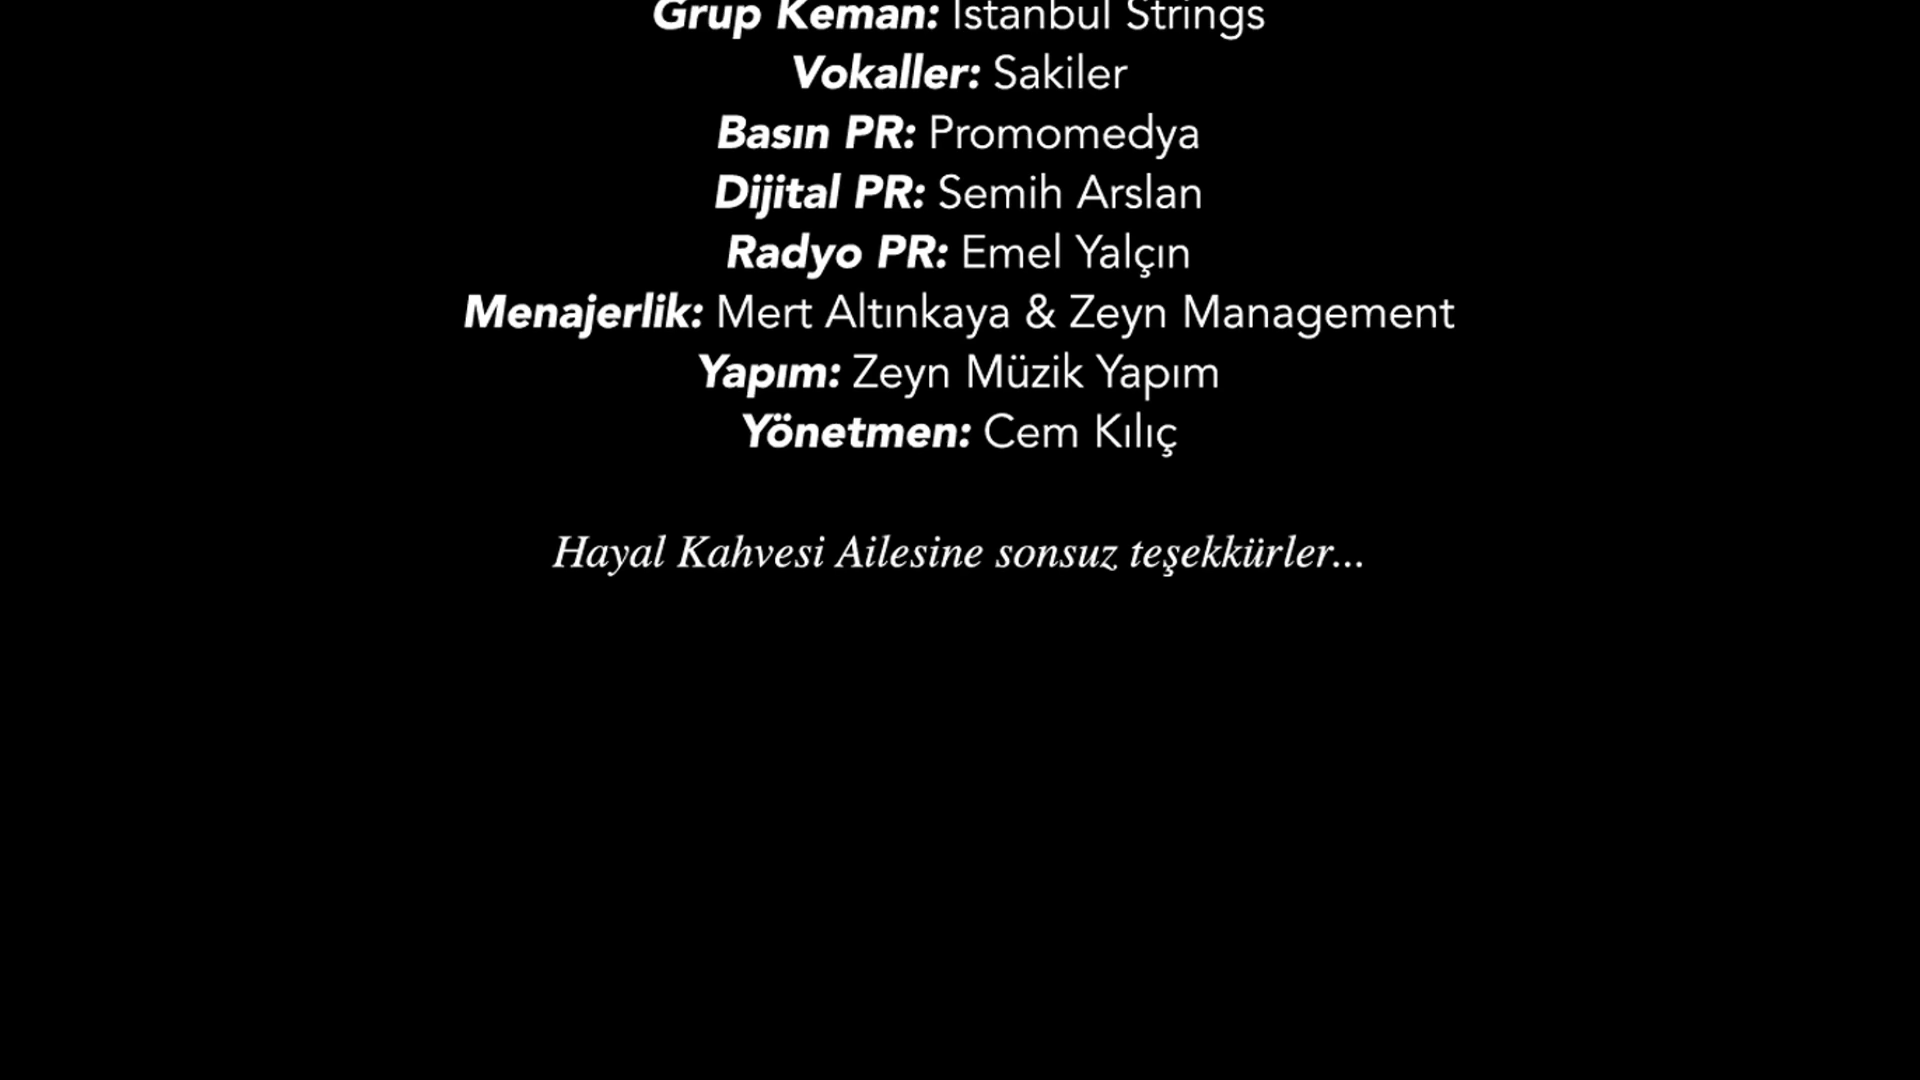 Grup Keman: İstanbul Strings
Vokaller: Sakiler
Basın PR: Promomedya
Dijital PR: Semih Arslan
Radyo PR: Emel Yalçın
Menajerlik: Mert Altınkaya & Zeyn Management
Yapım: Zeyn Müzik Yapım
Yönetmen: Cem Kılıç
Hayal Kahvesi Ailesine sonsuz teşekkürler...